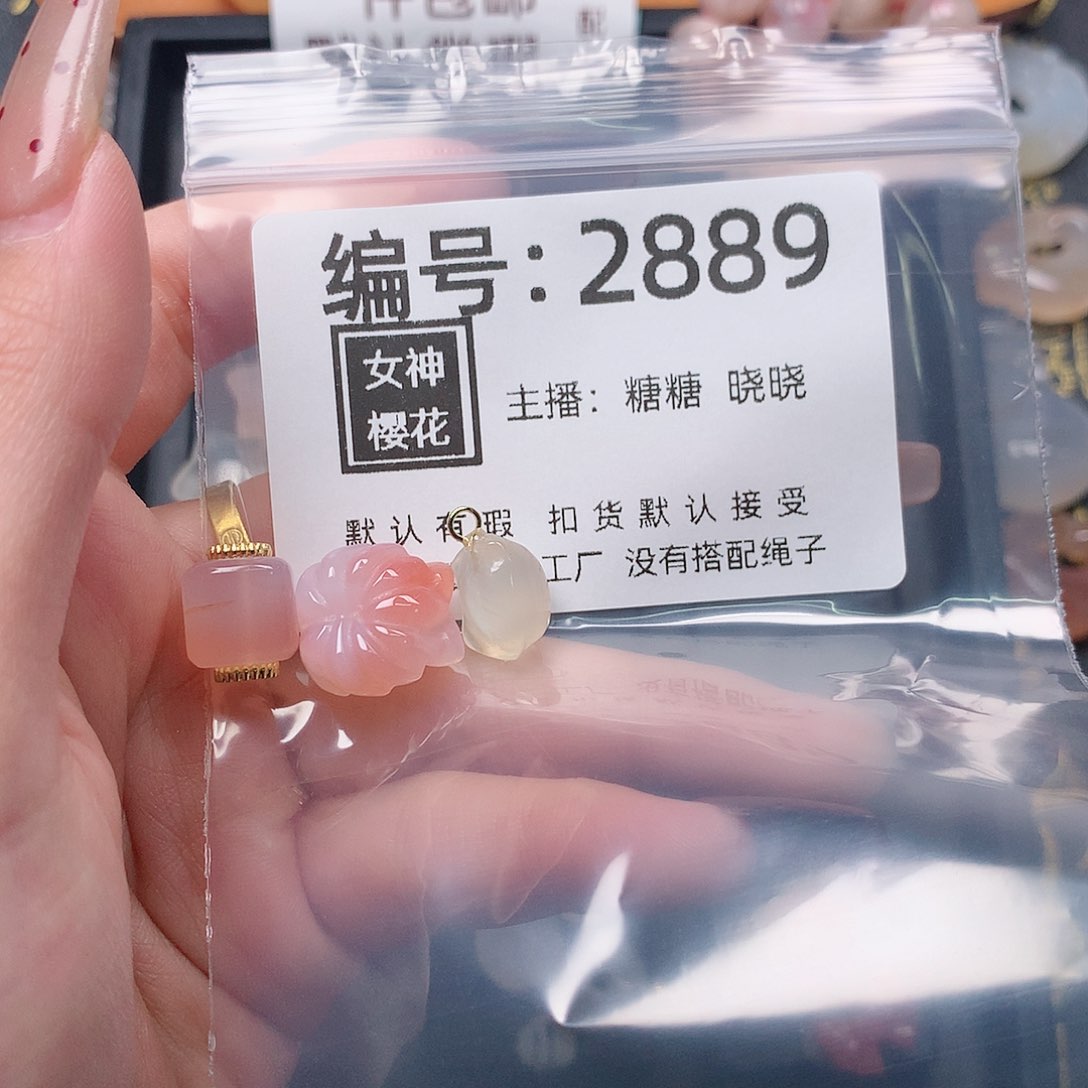 编号:2889
女神
樱花
主播: 糖糖 晓晓
默认有瑕 扣货默认接受
工厂 没有搭配绳子